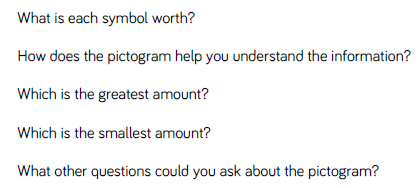 What is each symbol worth?
How does the pictogram help you understand the information?
Which is the greatest amount?
Which is the smallest amount?
What other questions could you ask about the pictogram?